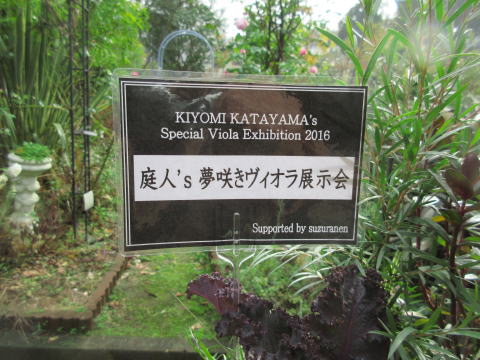 KIYOMI KATAYAMA's
Special Viola Exhibition 2016
庭人's 夢咲きヴィオラ展示会
Supported by suzuranen